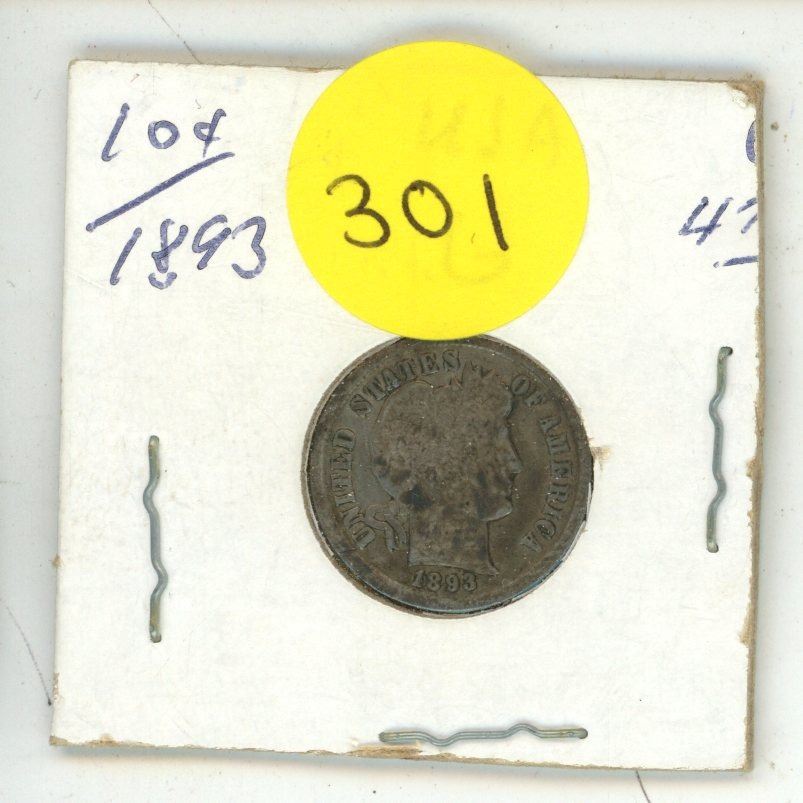 10¢
1893
301
UNITED STATES OF AMERICA
1893